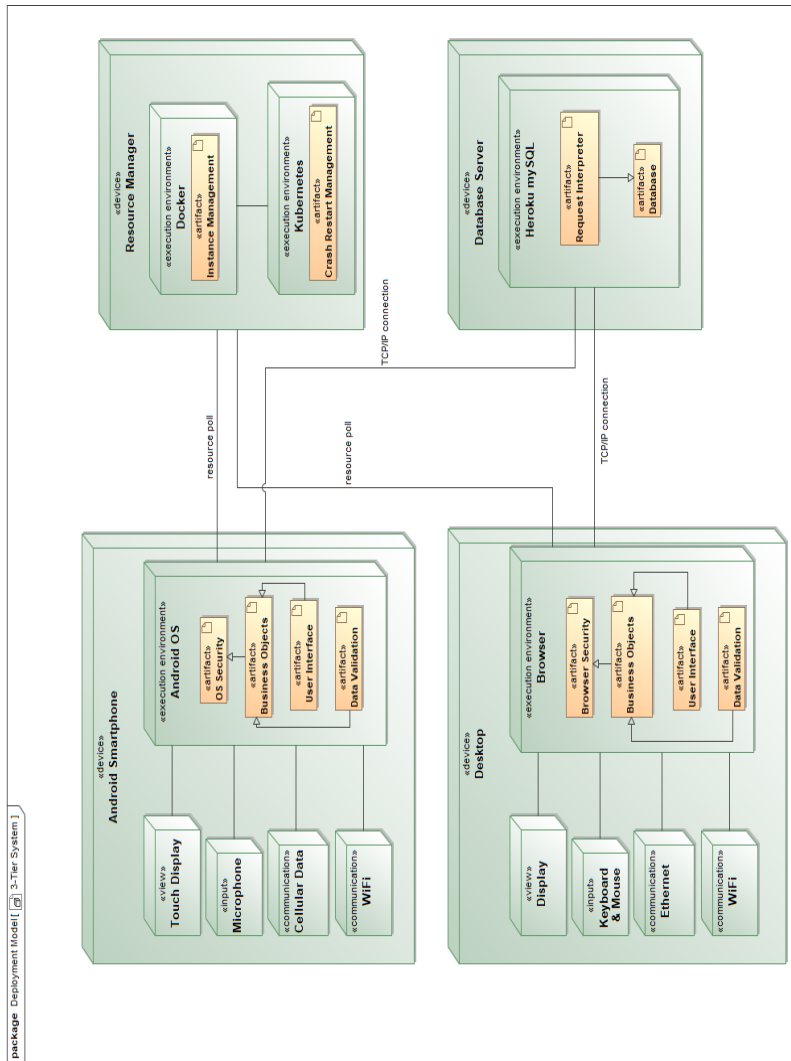 package Deployment Model [ 3-Tier System ]
«device»
Android Smartphone
«view»
Touch Display
«input»
Microphone
«communication»
Cellular Data
«communication»
WiFi
«execution environment»
Android OS
«artifact»
OS Security
«artifact»
Business Objects
«artifact»
User Interface
«artifact»
Data Validation
resource poll
resource poll
TCP/IP connection
TCP/IP connection
«device»
Resource Manager
«execution environment»
Docker
«artifact»
Instance Management
«execution environment»
Kubernetes
«artifact»
Crash Restart Management
«device»
Desktop
«view»
Display
«input»
Keyboard
& Mouse
«communication»
Ethernet
«communication»
WiFi
«execution environment»
Browser
«artifact»
Browser Security
«artifact»
Business Objects
«artifact»
User Interface
«artifact»
Data Validation
«device»
Database Server
«execution environment»
Heroku mySQL
«artifact»
Request Interpreter
«artifact»
Database